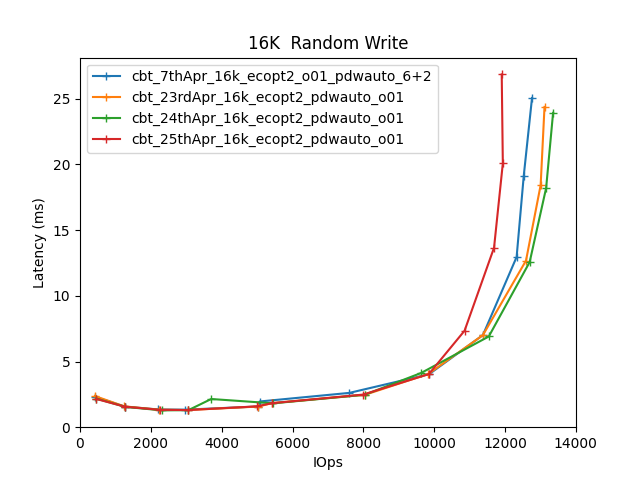 16K  Random Write
cbt_7thApr_16k_ecopt2_o01_pdwauto_6+2
cbt_23rdApr_16k_ecopt2_pdwauto_o01
cbt_24thApr_16k_ecopt2_pdwauto_o01
cbt_25thApr_16k_ecopt2_pdwauto_o01
Latency (ms)
25
20
15
10
5
0
0 2000 4000 6000 8000 10000 12000 14000
IOps